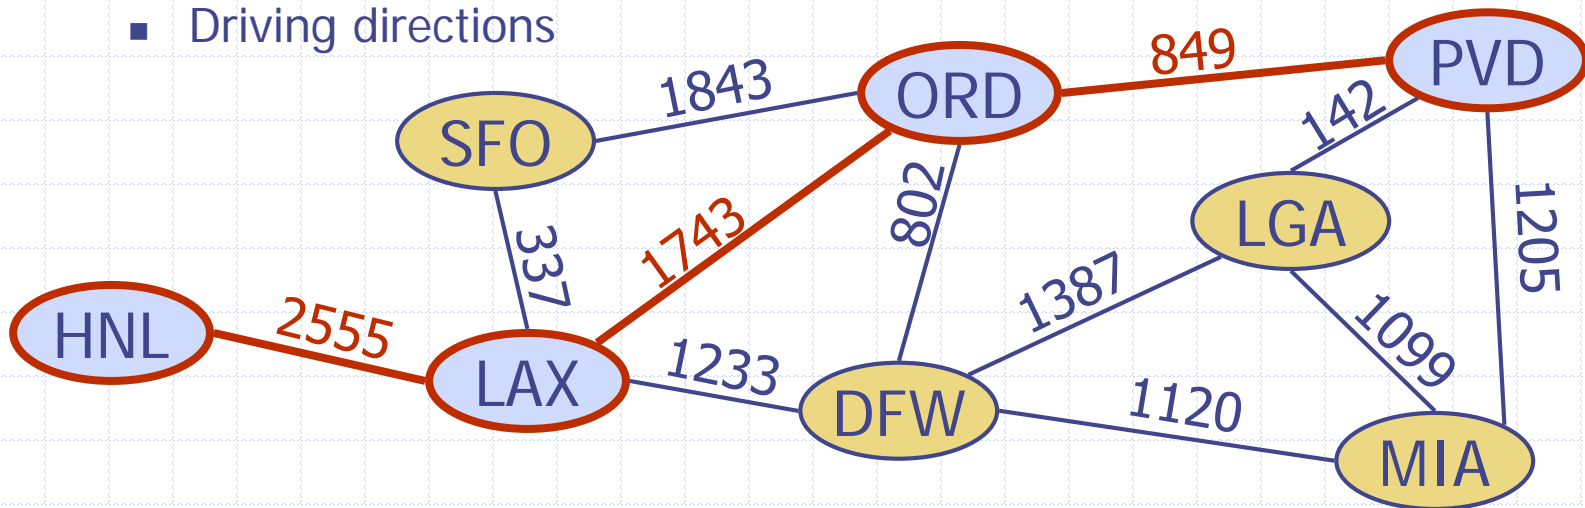 Driving directions
849
PVD
1843
ORD
142
SFO
802
LGA
1205
1743
337
1387
HNL
2555
1099
LAX
1233
DFW
1120
MIA